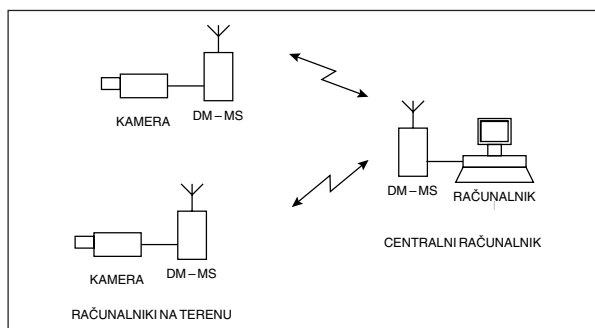 KAMERA
DM–MS
DM–MS
RAČUNALNIK
CENTRALNI RAČUNALNIK
KAMERA
DM–MS
RAČUNALNIKI NA TERENU